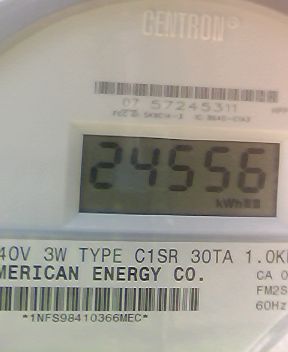 CENTRON®
07 57245311
24556
kWh
40V 3W TYPE C1SR 30TA 1.0K
MERICAN ENERGY CO.
CA 0
FM2S
60Hz
*1NFS98410366MEC*